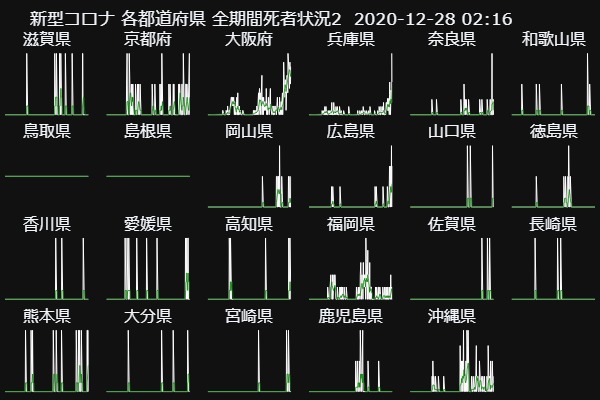 新型コロナ 各都道府県 全期間死者状況2 2020-12-28 02:16
滋賀県 京都府 大阪府 兵庫県 奈良県 和歌山県
鳥取県 島根県 岡山県 広島県 山口県 徳島県
香川県 愛媛県 高知県 福岡県 佐賀県 長崎県
熊本県 大分県 宮崎県 鹿児島県 沖縄県